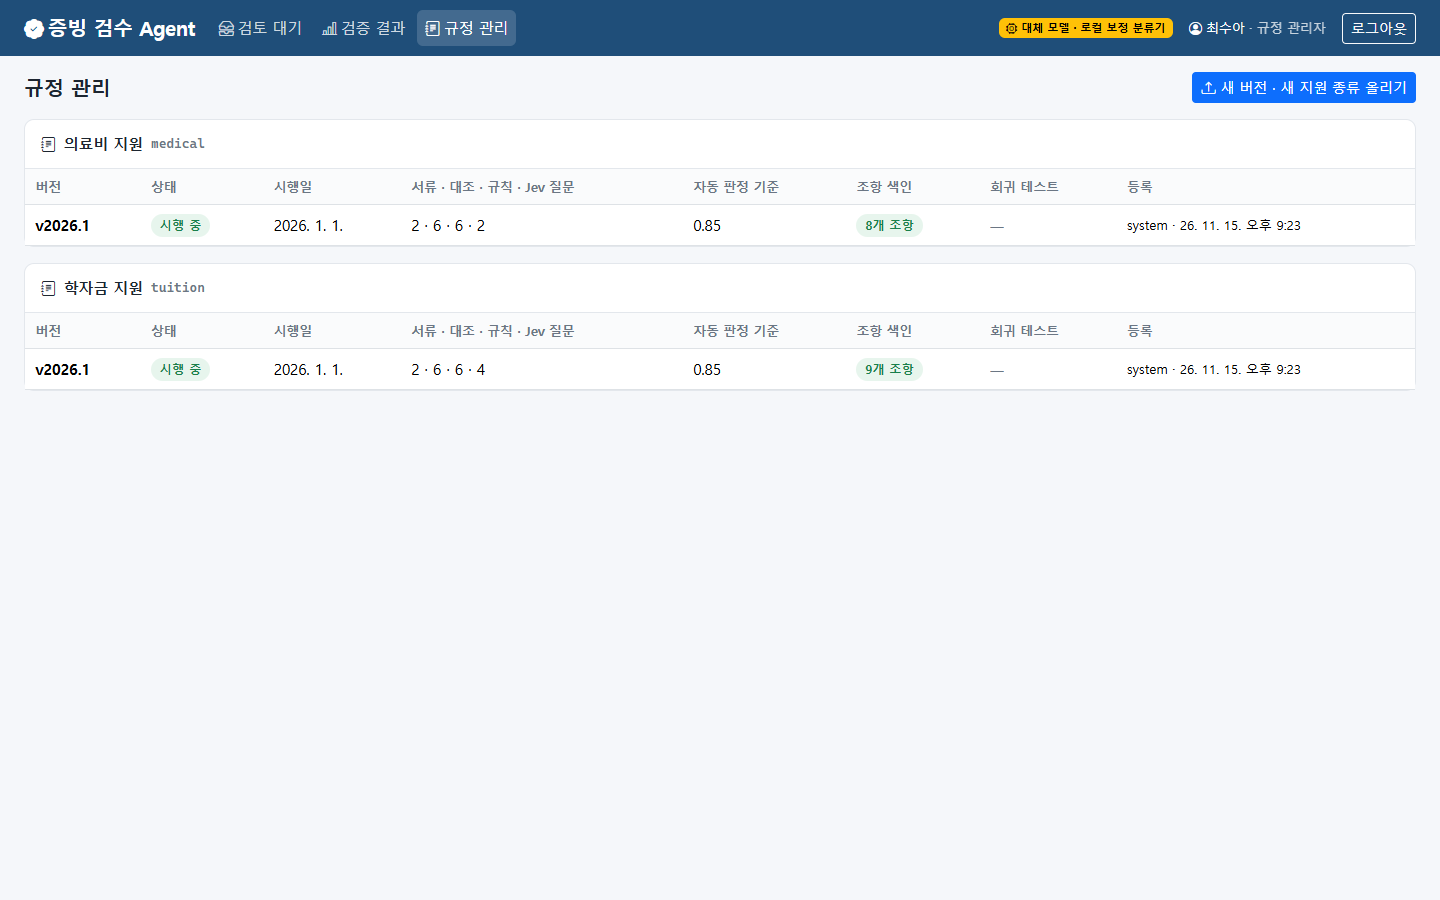 증빙 검수 Agent 검토 대기 검증 결과 규정 관리 대체 모델 · 로컬 보정 분류기 최수아 · 규정 관리자 로그아웃
규정 관리 새 버전 · 새 지원 종류 올리기
의료비 지원 medical
버전 상태 시행일 서류 · 대조 · 규칙 · Jev 질문 자동 판정 기준 조항 색인 회귀 테스트 등록
v2026.1 시행 중 2026. 1. 1. 2 · 6 · 6 · 2 0.85 8개 조항 — system · 26. 11. 15. 오후 9:23
학자금 지원 tuition
버전 상태 시행일 서류 · 대조 · 규칙 · Jev 질문 자동 판정 기준 조항 색인 회귀 테스트 등록
v2026.1 시행 중 2026. 1. 1. 2 · 6 · 6 · 4 0.85 9개 조항 — system · 26. 11. 15. 오후 9:23